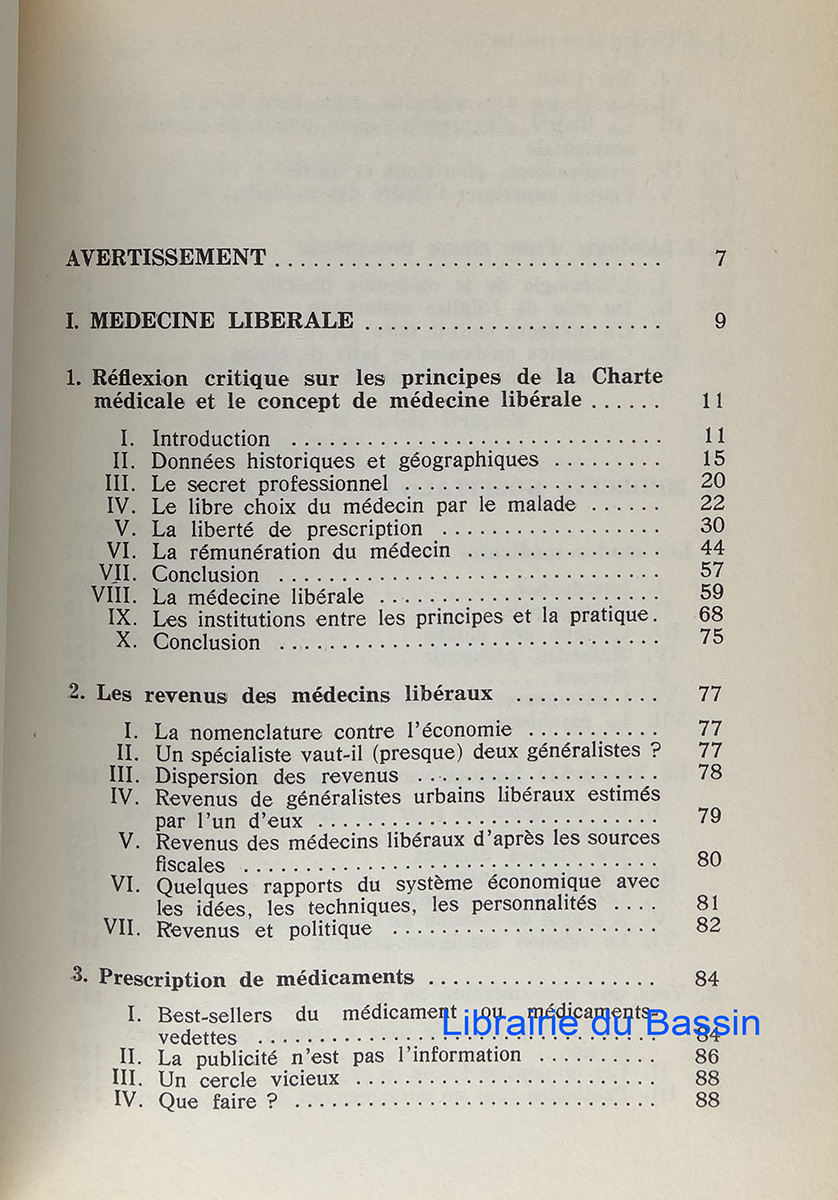 AVERTISSEMENT ................................ 7
I. MEDECINE LIBERALE ........................ 9
1. Réflexion critique sur les principes de la Charte
médicale et le concept de médecine libérale ...... 11
I. Introduction ............................... 11
II. Données historiques et géographiques ......... 15
III. Le secret professionnel ..................... 20
IV. Le libre choix du médecin par le malade ...... 22
V. La liberté de prescription .................. 30
VI. La rémunération du médecin ................ 44
VII. Conclusion ................................ 57
VIII. La médecine libérale ........................ 59
IX. Les institutions entre les principes et la pratique. 68
X. Conclusion ................................ 75
2. Les revenus des médecins libéraux ............ 77
I. La nomenclature contre l'économie ........... 77
II. Un spécialiste vaut-il (presque) deux généralistes ? 77
III. Dispersion des revenus .................... 78
IV. Revenus de généralistes urbains libéraux estimés
par l'un d'eux ............................ 79
V. Revenus des médecins libéraux d'après les sources
fiscales ................................... 80
VI. Quelques rapports du système économique avec
les idées, les techniques, les personnalités .... 81
VII. Revenus et politique ...................... 82
3. Prescription de médicaments ................... 84
I. Best-sellers du médicament ou médicaments-
vedettes ................................. 84
Librairie du Bassin
II. La publicité n'est pas l'information .......... 86
III. Un cercle vicieux ......................... 88
IV. Que faire ? .............................. 88